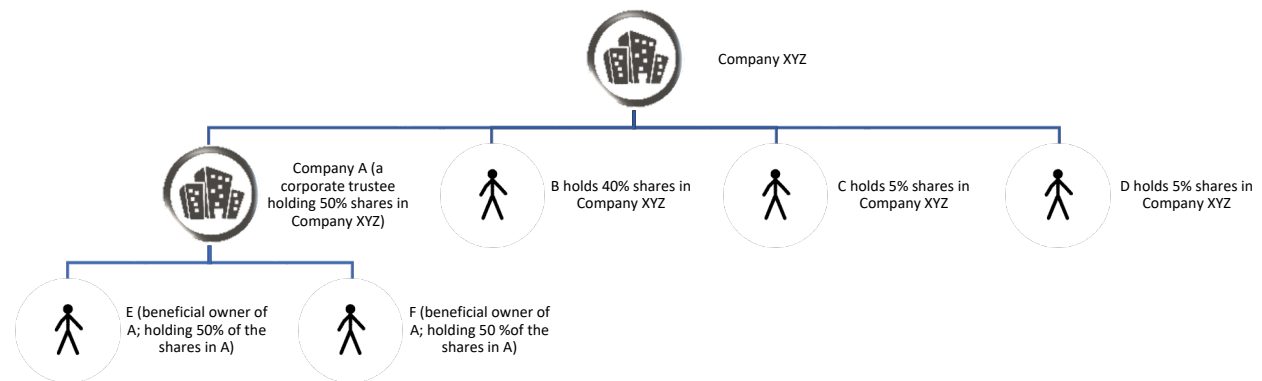 Company XYZ
Company A (a
corporate trustee
holding 50% shares in
Company XYZ)
B holds 40% shares in
Company XYZ
C holds 5% shares in
Company XYZ
D holds 5% shares in
Company XYZ
E (beneficial owner of
A; holding 50% of the
shares in A)
F (beneficial owner of
A; holding 50 %of the
shares in A)